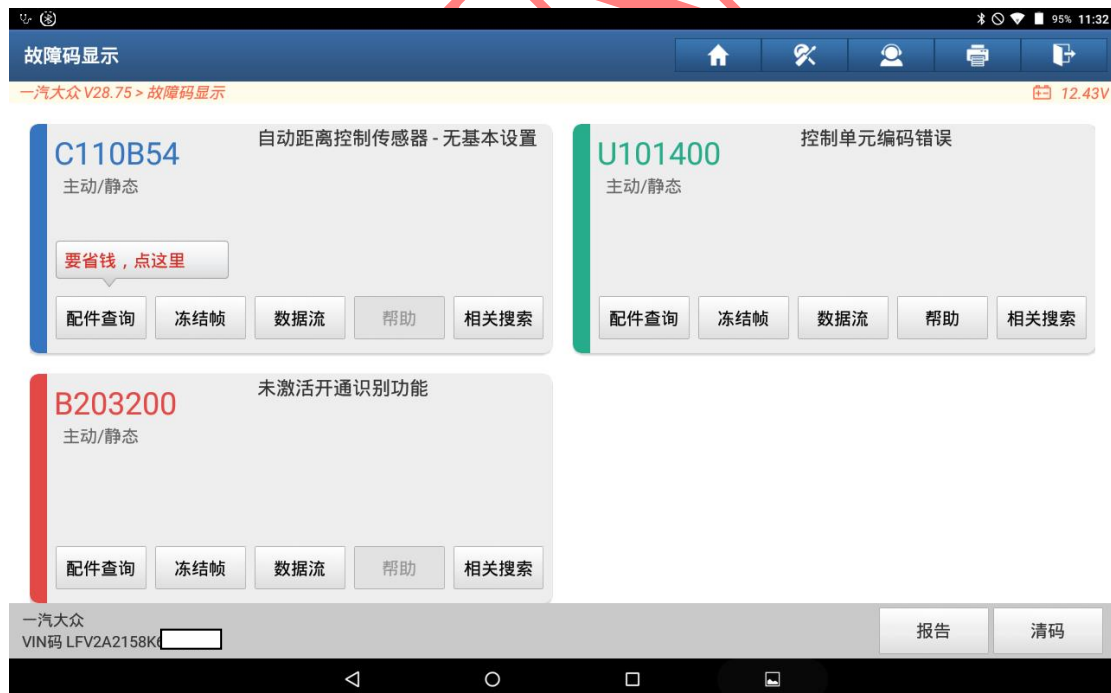 95% 11:32
故障码显示
一汽大众 V28.75 > 故障码显示
12.43V
C110B54
自动距离控制传感器 - 无基本设置
主动/静态
要省钱，点这里
配件查询 冻结帧 数据流 帮助 相关搜索
U101400
控制单元编码错误
主动/静态
配件查询 冻结帧 数据流 帮助 相关搜索
B203200
未激活开通识别功能
主动/静态
配件查询 冻结帧 数据流 帮助 相关搜索
一汽大众
VIN码 LFV2A2158K
报告 清码